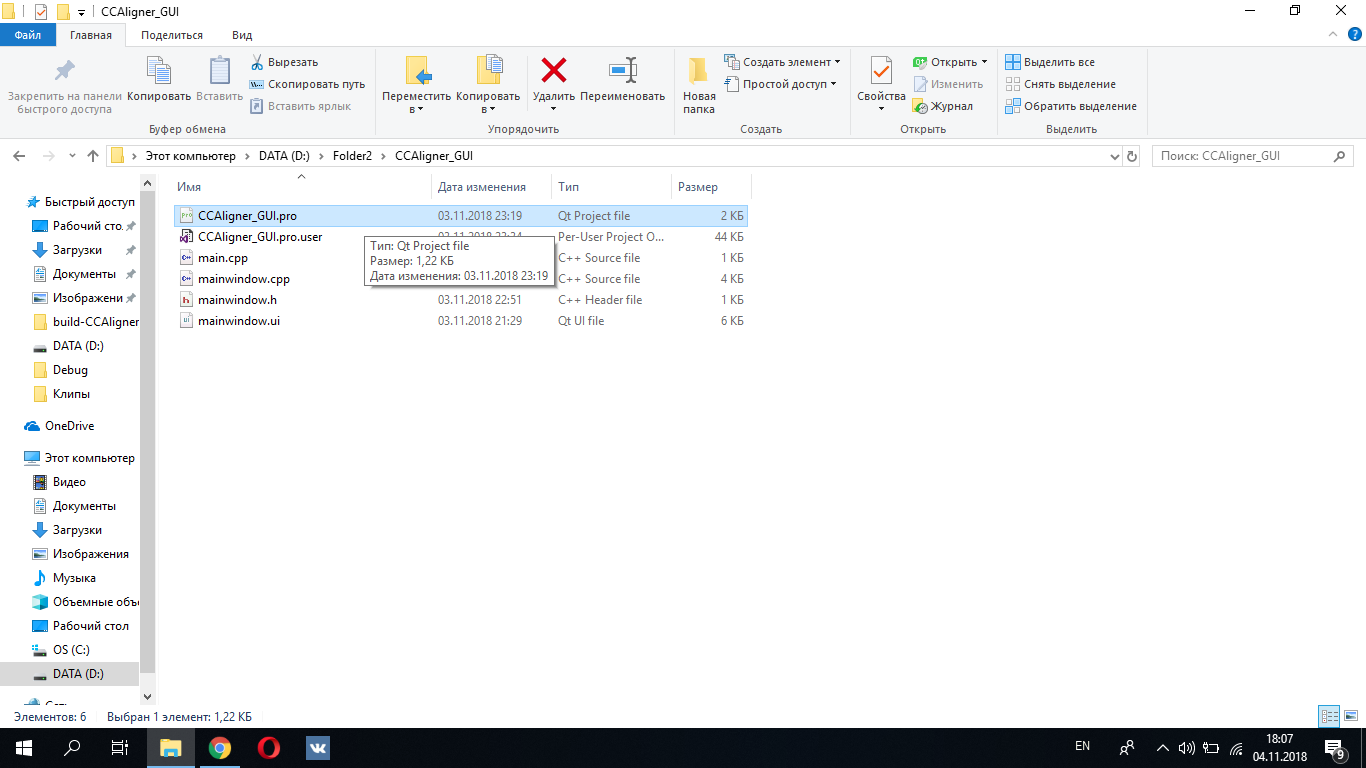 CCAligner_GUI
Файл Главная Поделиться Вид
Закрепить на панели быстрого доступа
Копировать
Вставить
Вырезать
Скопировать путь
Вставить ярлык
Буфер обмена
Переместить в
Копировать в
Удалить
Переименовать
Упорядочить
Новая папка
Создать элемент
Простой доступ
Создать
Свойства
Открыть
Изменить
Журнал
Открыть
Выделить все
Снять выделение
Обратить выделение
Выделить
Этот компьютер DATA (D:) Folder2 CCAligner_GUI
Поиск: CCAligner_GUI
Имя Дата изменения Тип Размер
CCAligner_GUI.pro 03.11.2018 23:19 Qt Project file 2 КБ
CCAligner_GUI.pro.user Per-User Project O... 44 КБ
main.cpp C++ Source file 1 КБ
mainwindow.cpp C++ Source file 4 КБ
mainwindow.h 03.11.2018 22:51 C++ Header file 1 КБ
mainwindow.ui 03.11.2018 21:29 Qt UI file 6 КБ
Тип: Qt Project file
Размер: 1,22 КБ
Дата изменения: 03.11.2018 23:19
Быстрый доступ
Рабочий сто.
Загрузки
Документы
Изображени
build-CCAligner
DATA (D:)
Debug
Клипы
OneDrive
Этот компьютер
Видео
Документы
Загрузки
Изображения
Музыка
Объемные объ
Рабочий стол
OS (C:)
DATA (D:)
Элементов: 6 Выбран 1 элемент: 1,22 КБ
EN
18:07
04.11.2018
9